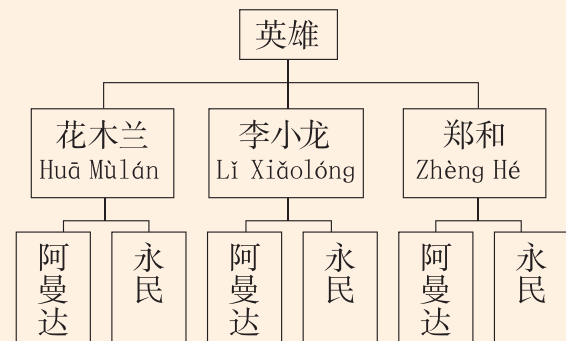 英雄
花木兰
Huā Mùlán
李小龙
Lǐ Xiǎolóng
郑和
Zhèng Hé
阿曼达
永民
阿曼达
永民
阿曼达
永民